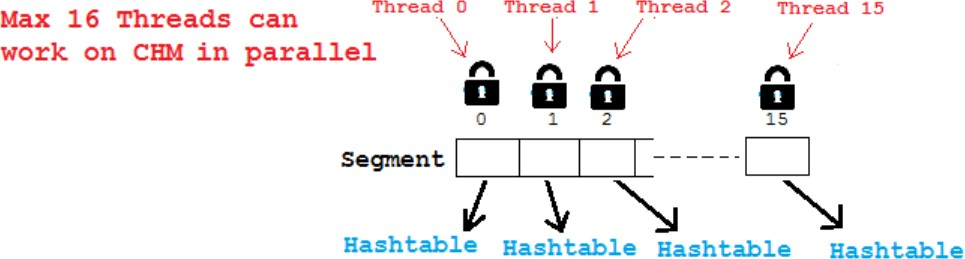 Max 16 Threads can
work on CHM in parallel
Thread 0 Thread 1 Thread 2 Thread 15
0 1 2 15
Segment
Hashtable Hashtable Hashtable Hashtable